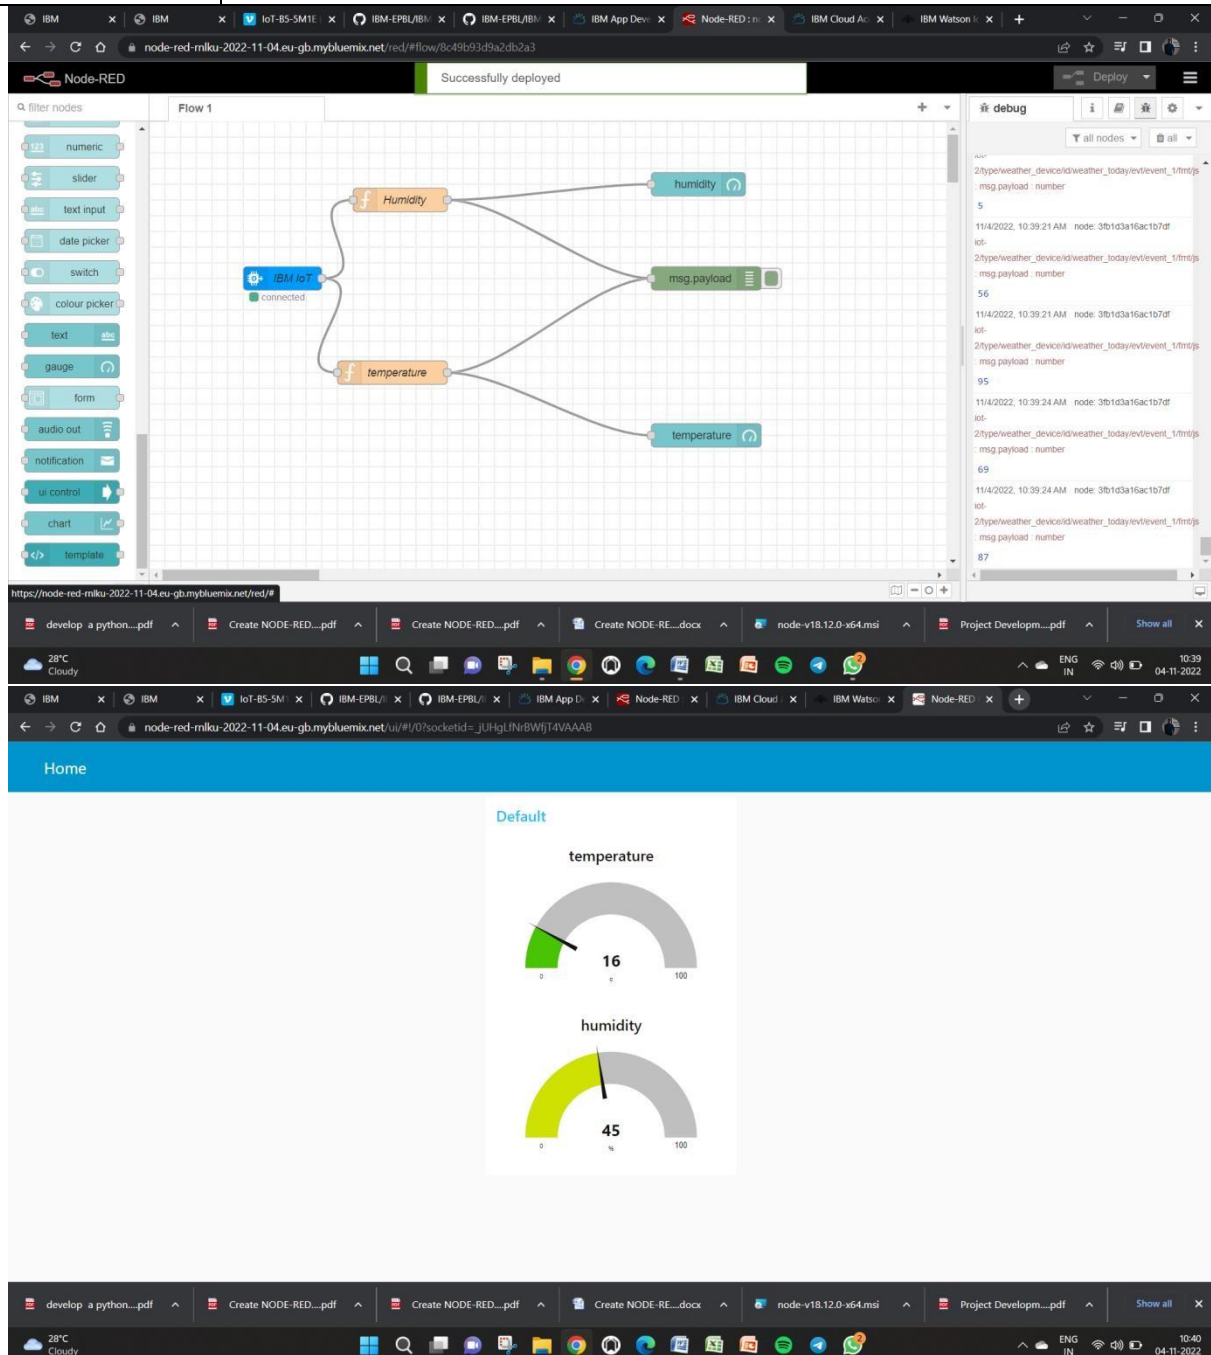 IBM
IBM
IoT-B5-5M1E
IBM-EPBL/IBM
IBM-EPBL/IBM
IBM App Deve
Node-RED : n
IBM Cloud Ac
IBM Watson
node-red-rnlku-2022-11-04.eu-gb.mybluemix.net/red/#flow/8c49b93d9a2db2a3
Node-RED
Successfully deployed
Deploy
filter nodes
Flow 1
debug
all nodes
all
numeric
slider
text input
date picker
switch
colour picker
text
gauge
form
audio out
notification
ui control
chart
template
Humidity
humidity
IBM IoT
connected
msg.payload
temperature
temperature
2/type/weather_device/id/weather_today/evt/event_1/fmt/js
: msg.payload : number
5
11/4/2022, 10:39:21 AM node: 3fb1d3a16ac1b7df
iot-
2/type/weather_device/id/weather_today/evt/event_1/fmt/js
: msg.payload : number
56
11/4/2022, 10:39:21 AM node: 3fb1d3a16ac1b7df
iot-
2/type/weather_device/id/weather_today/evt/event_1/fmt/js
: msg.payload : number
95
11/4/2022, 10:39:24 AM node: 3fb1d3a16ac1b7df
iot-
2/type/weather_device/id/weather_today/evt/event_1/fmt/js
: msg.payload : number
69
11/4/2022, 10:39:24 AM node: 3fb1d3a16ac1b7df
iot-
2/type/weather_device/id/weather_today/evt/event_1/fmt/js
: msg.payload : number
87
https://node-red-rnlku-2022-11-04.eu-gb.mybluemix.net/red/#
develop a python....pdf
Create NODE-RED....pdf
Create NODE-RED....pdf
Create NODE-RE....docx
node-v18.12.0-x64.msi
Project Developm....pdf
Show all
28°C
Cloudy
ENG
IN
10:39
04-11-2022
IBM
IBM
IoT-B5-5M1
IBM-EPBL/I
IBM-EPBL/I
IBM App D
Node-RED
IBM Cloud
IBM Watso
Node-RED
node-red-rnlku-2022-11-04.eu-gb.mybluemix.net/ui/#!/0?socketid=_jUHgLfNrBWfjT4VAAAB
Home
Default
temperature
16
0
c
100
humidity
45
0
%
100
develop a python....pdf
Create NODE-RED....pdf
Create NODE-RED....pdf
Create NODE-RE....docx
node-v18.12.0-x64.msi
Project Developm....pdf
Show all
28°C
Cloudy
ENG
IN
10:40
04-11-2022